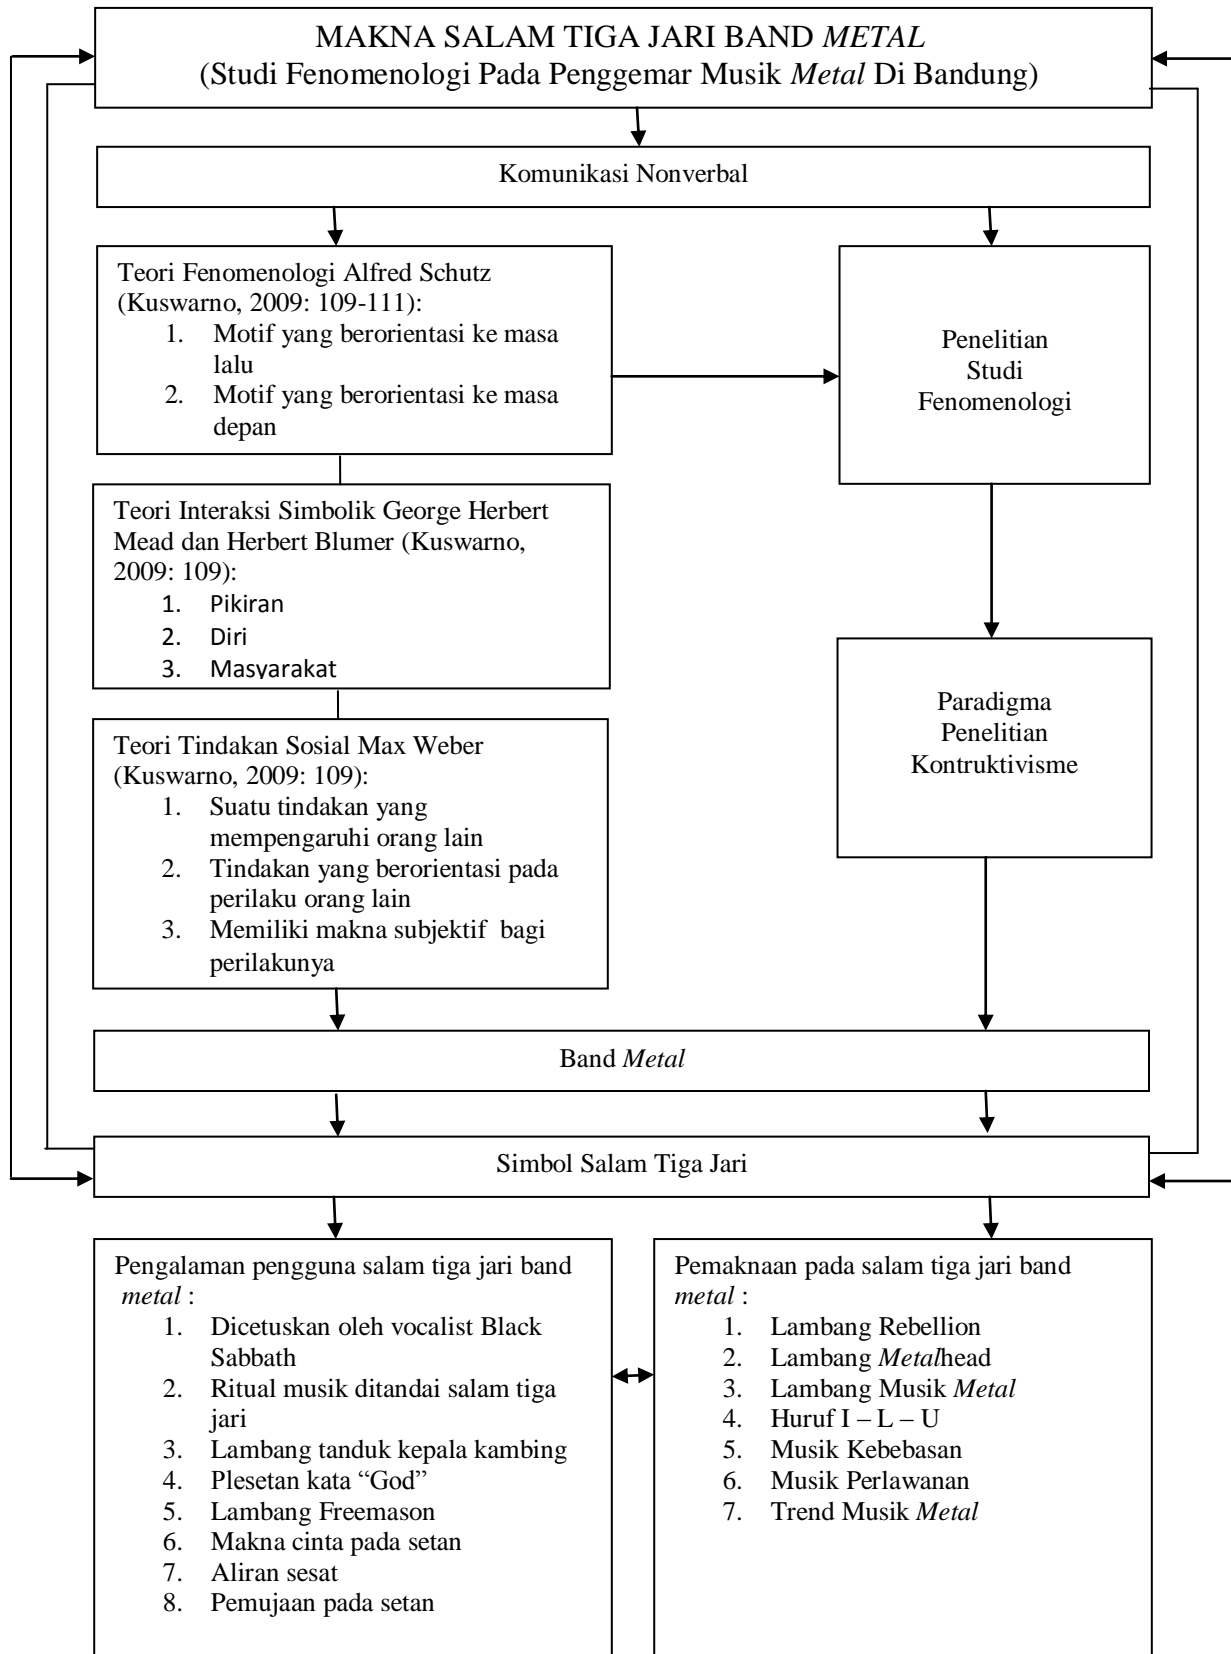 MAKNA SALAM TIGA JARI BAND METAL
(Studi Fenomenologi Pada Penggemar Musik Metal Di Bandung)
Komunikasi Nonverbal
Teori Fenomenologi Alfred Schutz
(Kuswarno, 2009: 109-111):
1. Motif yang berorientasi ke masa
lalu
2. Motif yang berorientasi ke masa
depan
Penelitian
Studi
Fenomenologi
Teori Interaksi Simbolik George Herbert
Mead dan Herbert Blumer (Kuswarno,
2009: 109):
1. Pikiran
2. Diri
3. Masyarakat
Paradigma
Penelitian
Kontruktivisme
Teori Tindakan Sosial Max Weber
(Kuswarno, 2009: 109):
1. Suatu tindakan yang
mempengaruhi orang lain
2. Tindakan yang berorientasi pada
perilaku orang lain
3. Memiliki makna subjektif bagi
perilakunya
Band Metal
Simbol Salam Tiga Jari
Pengalaman pengguna salam tiga jari band
metal :
1. Dicetuskan oleh vocalist Black
Sabbath
2. Ritual musik ditandai salam tiga
jari
3. Lambang tanduk kepala kambing
4. Plesetan kata “God”
5. Lambang Freemason
6. Makna cinta pada setan
7. Aliran sesat
8. Pemujaan pada setan
Pemaknaan pada salam tiga jari band
metal :
1. Lambang Rebellion
2. Lambang Metalhead
3. Lambang Musik Metal
4. Huruf I – L – U
5. Musik Kebebasan
6. Musik Perlawanan
7. Trend Musik Metal